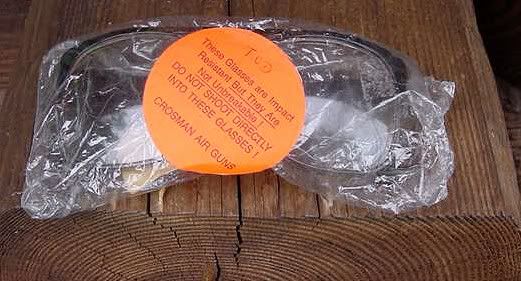 These Glasses are Impact
Resistant But They Are
Not Unbreakable !
DO NOT SHOOT DIRECTLY
INTO THESE GLASSES !
CROSMAN AIR GUNS